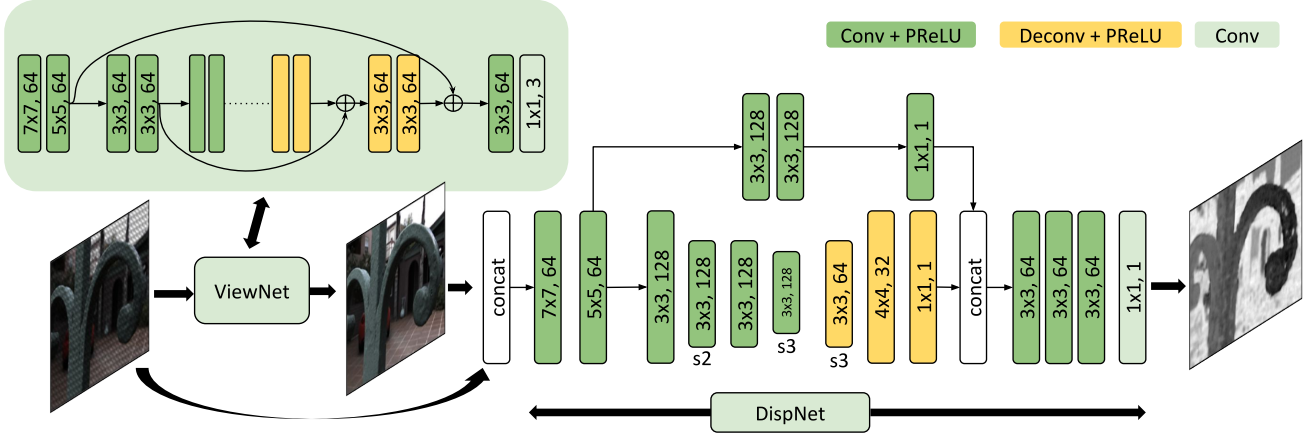 Conv + PReLU
Deconv + PReLU
Conv
7x7, 64
5x5, 64
3x3, 64
3x3, 64
3x3, 64
3x3, 64
3x3, 64
1x1, 3
3x3, 128
3x3, 128
1x1, 1
ViewNet
concat
7x7, 64
5x5, 64
3x3, 128
3x3, 128
3x3, 128
3x3, 128
3x3, 64
4x4, 32
1x1, 1
concat
3x3, 64
3x3, 64
3x3, 64
1x1, 1
s2
s3
s3
DispNet